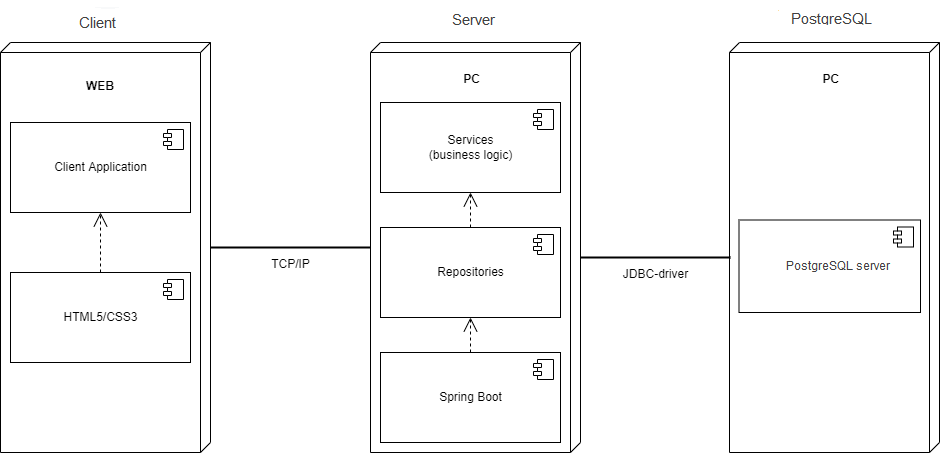 Client
Server
PostgreSQL
WEB
PC
PC
Client Application
HTML5/CSS3
TCP/IP
Services
(business logic)
Repositories
Spring Boot
JDBC-driver
PostgreSQL server